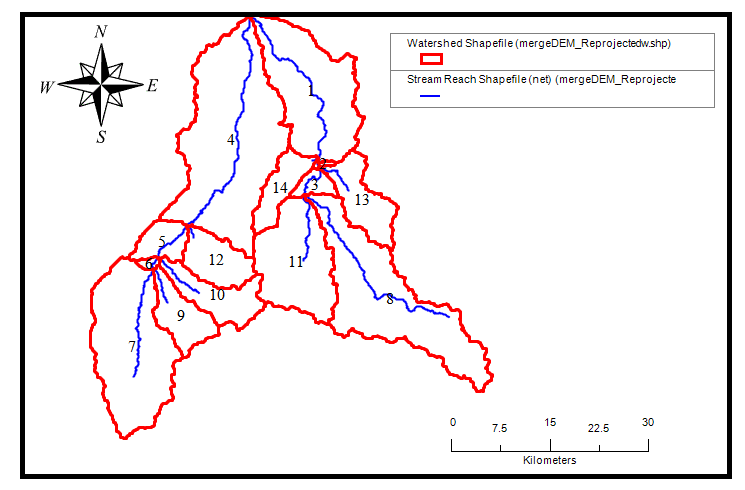 N
W E
S
Watershed Shapefile (mergeDEM_Reprojectedw.shp)
Stream Reach Shapefile (net) (mergeDEM_Reprojecte
1
4
2
14
3
13
5
12
6
11
10
8
9
7
0 7.5 15 22.5 30
Kilometers